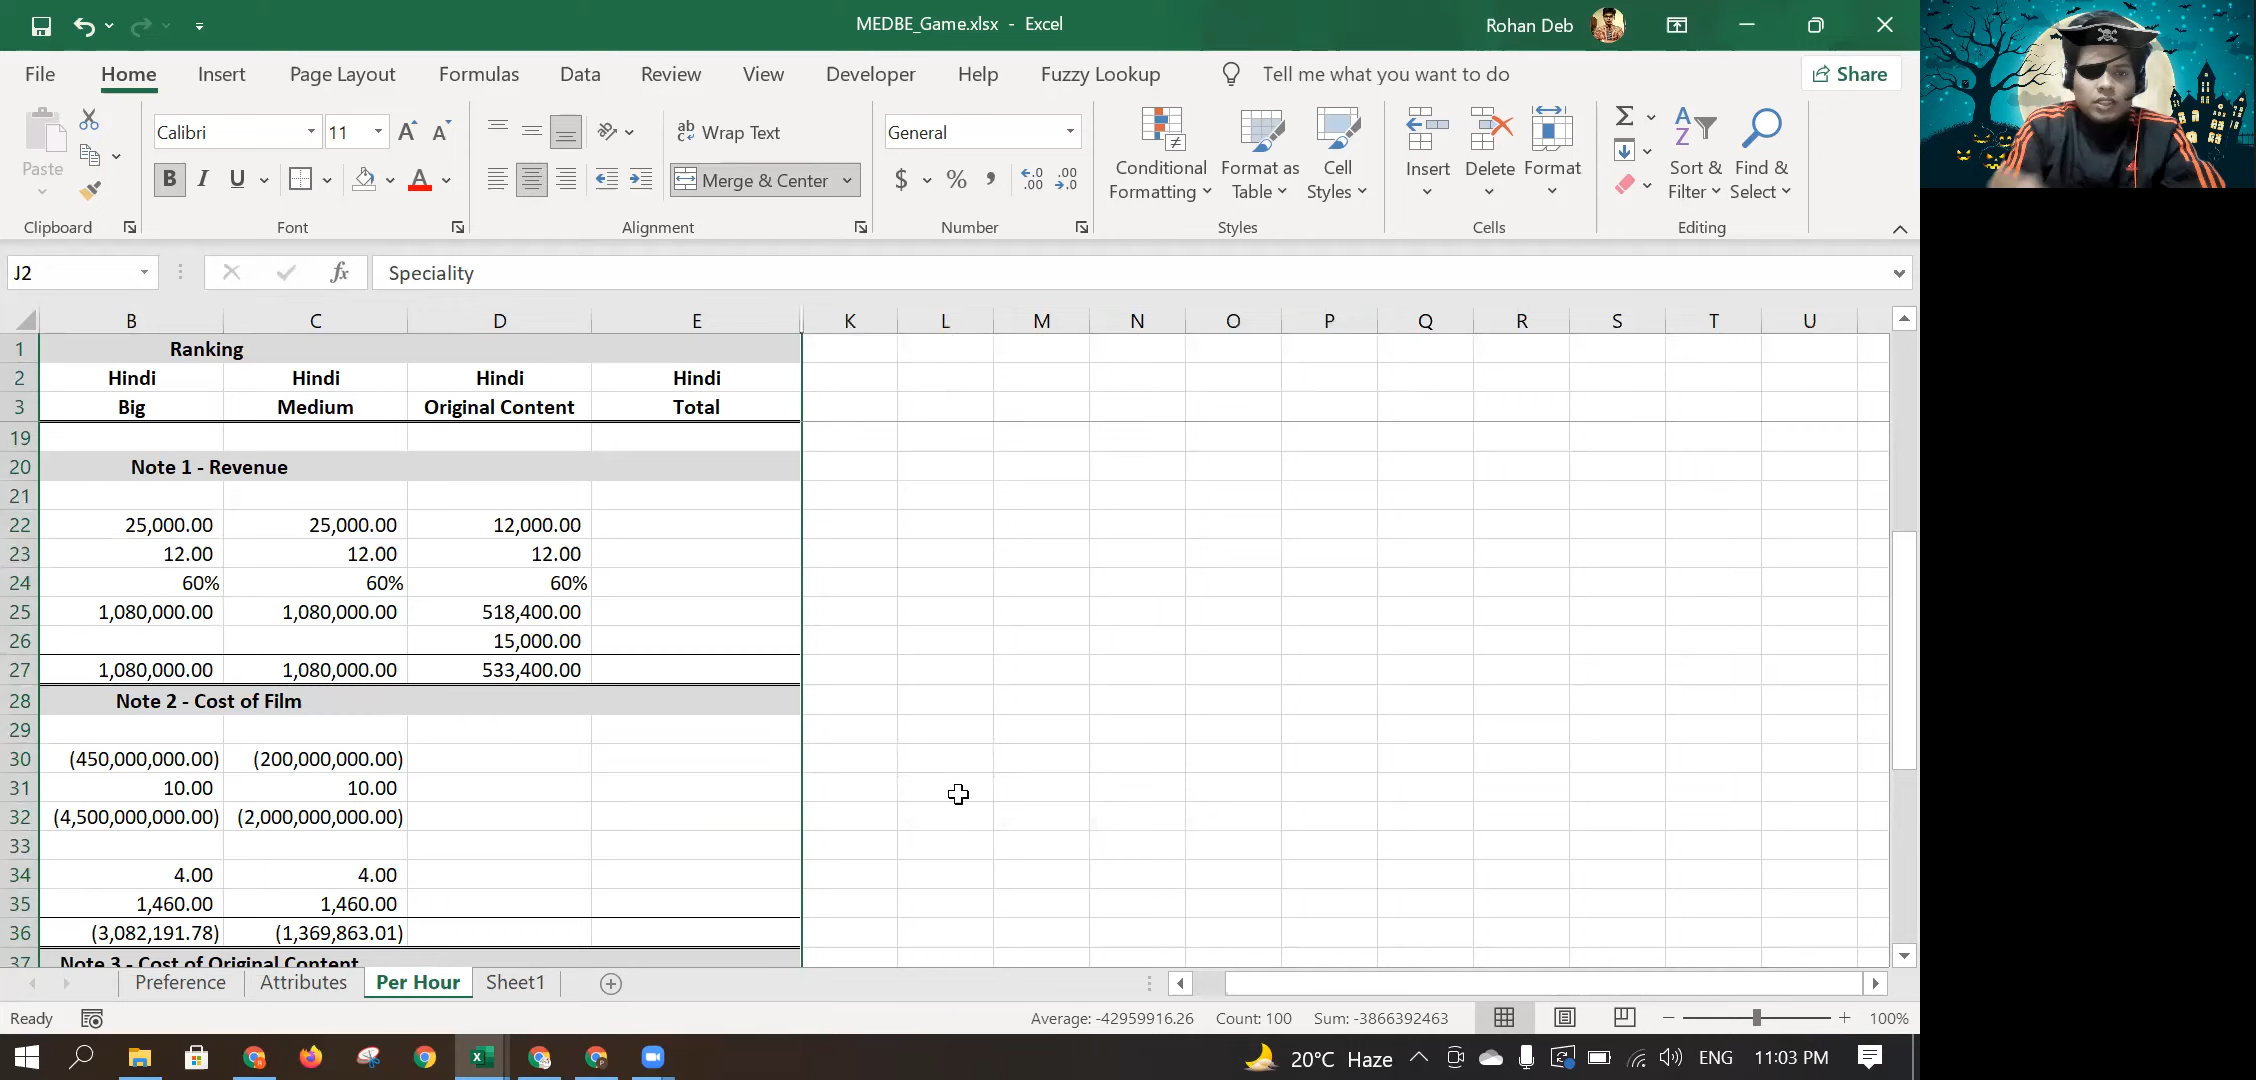 MEDBE_Game.xlsx - Excel
Rohan Deb
File Home Insert Page Layout Formulas Data Review View Developer Help Fuzzy Lookup Tell me what you want to do Share
Paste
Calibri 11 A A
B I U A
ab c Wrap Text
Merge & Center
General
$ % , .0 .00 .00 .0
Conditional Formatting
Format as Table
Cell Styles
Insert Delete Format
Σ A Z
Sort & Filter
Find & Select
Clipboard Font Alignment Number Styles Cells Editing
J2 fx Speciality
B C D E K L M N O P Q R S T U
1 Ranking
2 Hindi Hindi Hindi Hindi
3 Big Medium Original Content Total
19
20 Note 1 - Revenue
21
22 25,000.00 25,000.00 12,000.00
23 12.00 12.00 12.00
24 60% 60% 60%
25 1,080,000.00 1,080,000.00 518,400.00
26 15,000.00
27 1,080,000.00 1,080,000.00 533,400.00
28 Note 2 - Cost of Film
29
30 (450,000,000.00) (200,000,000.00)
31 10.00 10.00
32 (4,500,000,000.00) (2,000,000,000.00)
33
34 4.00 4.00
35 1,460.00 1,460.00
36 (3,082,191.78) (1,369,863.01)
37 Note 3 - Cost of Original Content
Preference Attributes Per Hour Sheet1
Ready Average: -42959916.26 Count: 100 Sum: -3866392463 100%
20°C Haze ENG 11:03 PM